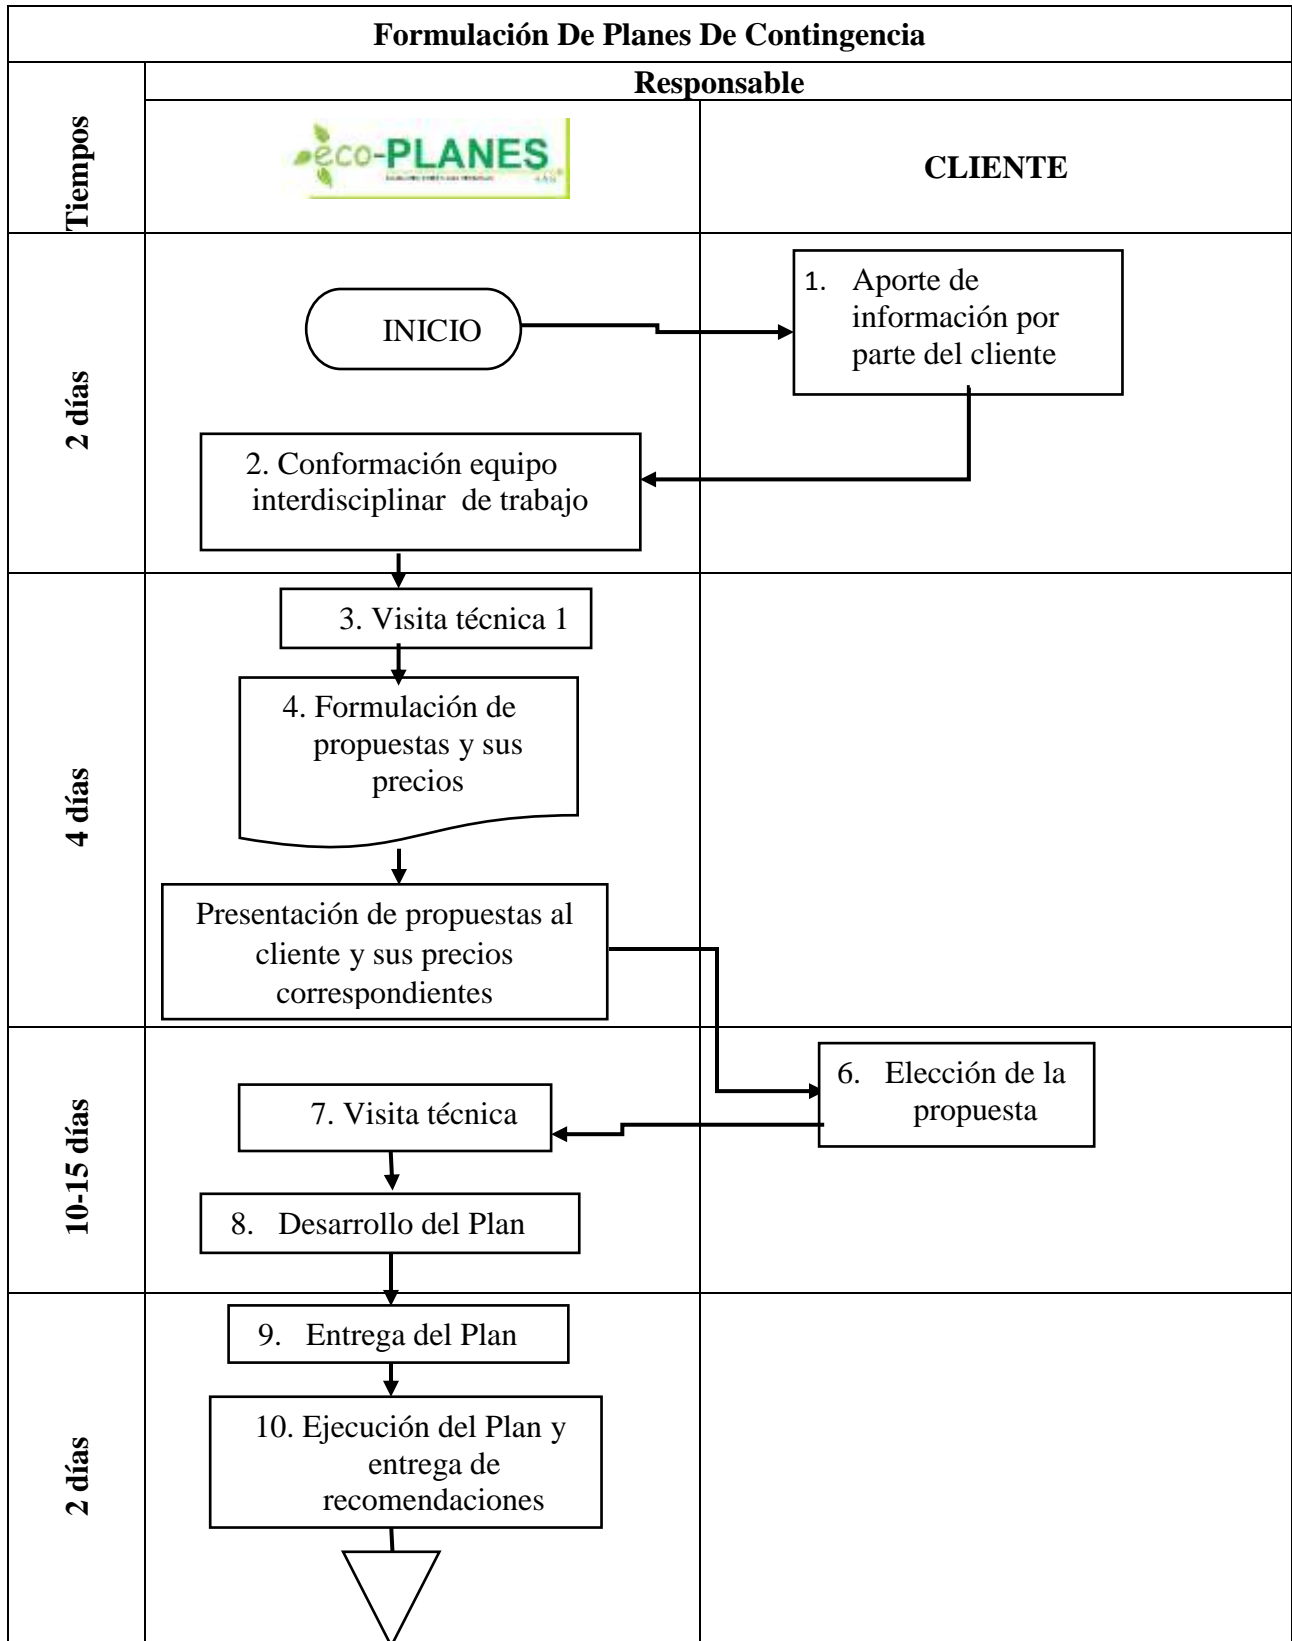 Formulación De Planes De Contingencia
Tiempos
Responsable
eco-PLANES
CLIENTE
2 días
INICIO
1. Aporte de
información por
parte del cliente
2. Conformación equipo
interdisciplinar de trabajo
4 días
3. Visita técnica 1
4. Formulación de
propuestas y sus
precios
Presentación de propuestas al
cliente y sus precios
correspondientes
10-15 días
6. Elección de la
propuesta
7. Visita técnica
8. Desarrollo del Plan
2 días
9. Entrega del Plan
10. Ejecución del Plan y
entrega de
recomendaciones